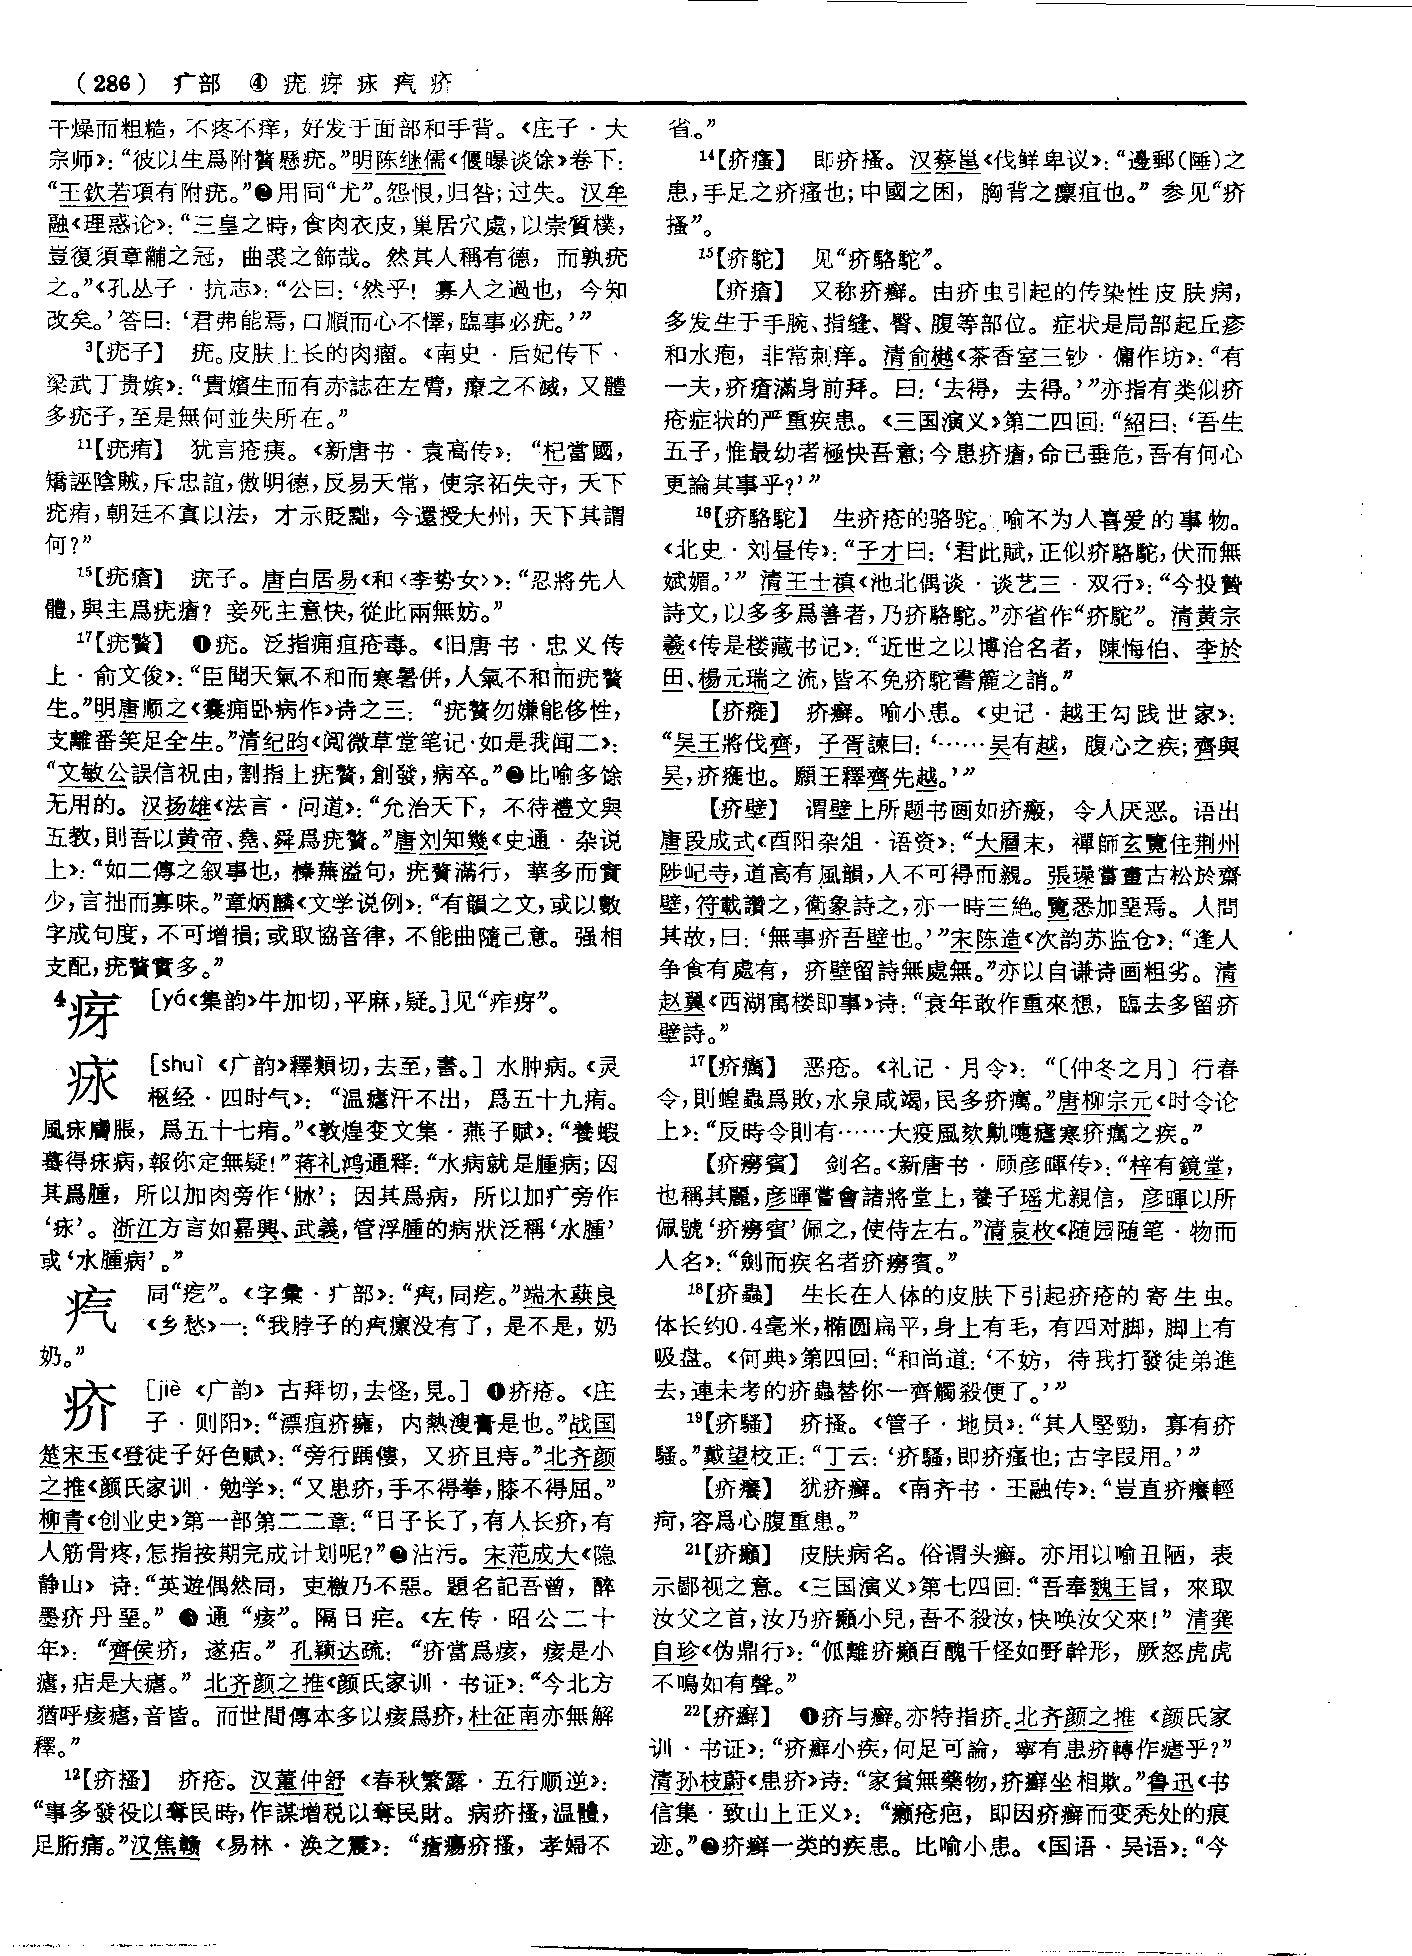 (286) 疒部 ④ 疣 疨 㽷 㽶 疥
干燥而粗糙，不疼不痒，好发于面部和手背。《庄子·大
宗师》：“彼以生爲附贅懸疣。”明陈继儒《偃曝谈馀》卷下：
“王欽若項有附疣。”❷用同“尤”。怨恨，归咎；过失。汉牟
融《理惑论》：“三皇之時，食肉衣皮，巢居穴處，以崇質樸，
豈復須章黼之冠，曲裘之飾哉。然其人稱有德，而孰疣
之。”《孔丛子·抗志》：“公曰：‘然乎！寡人之過也，今知
改矣。’答曰：‘君弗能焉，口順而心不懌，臨事必疣。’”
³【疣子】 疣。皮肤上长的肉瘤。《南史·后妃传下·
梁武丁贵嫔》：“貴嬪生而有赤誌在左臂，療之不滅，又體
多疣子，至是無何並失所在。”
¹¹【疣痏】 犹言疮痍。《新唐书·袁高传》：“杞當國，
矯誣陰賊，斥忠誼，傲明德，反易天常，使宗祏失守，天下
疣痏，朝廷不寘以法，才示貶黜，今還授大州，天下其謂
何？”
¹⁵【疣瘡】 疣子。唐白居易《和〈李势女〉》：“忍將先人
體，與主爲疣瘡？妾死主意快，從此兩無妨。”
¹⁷【疣贅】 ❶疣。泛指痈疽疮毒。《旧唐书·忠义传
上·俞文俊》：“臣聞天氣不和而寒暑併，人氣不和而疣贅
生。”明唐顺之《囊痈卧病作》诗之三：“疣贅勿嫌能侈性，
支離番笑足全生。”清纪昀《阅微草堂笔记·如是我闻二》：
“文敏公誤信祝由，割指上疣贅，創發，病卒。”❷比喻多馀
无用的。汉扬雄《法言·问道》：“允治天下，不待禮文與
五教，則吾以黄帝、堯、舜爲疣贅。”唐刘知幾《史通·杂说
上》：“如二傳之叙事也，榛蕪溢句，疣贅滿行，華多而實
少，言拙而寡味。”章炳麟《文学说例》：“有韻之文，或以數
字成句度，不可增損；或取協音律，不能曲隨己意。强相
支配，疣贅實多。”
⁴疨 [yá《集韵》牛加切，平麻，疑。]见“痄疨”。
㽷 [shuì 《广韵》釋類切，去至，書。] 水肿病。《灵
枢经·四时气》：“温瘧汗不出，爲五十九痏。
風㽷膚脹，爲五十七痏。”《敦煌变文集·燕子赋》：“養蝦
蟇得㽷病，報你定無疑！”蒋礼鸿通释：“水病就是腫病；因
其爲腫，所以加肉旁作‘脉’；因其爲病，所以加疒旁作
‘㽷’。浙江方言如嘉興、武義，管浮腫的病狀泛稱‘水腫’
或‘水腫病’。”
㽶 同“疙”。《字彙·疒部》：“㽶，同疙。”端木蕻良
《乡愁》一：“我脖子的㽶瘰没有了，是不是，奶
奶。”
疥 [jiè 《广韵》古拜切，去怪，見。] ❶疥疮。《庄
子·则阳》：“漂疽疥癰，内熱溲膏是也。”战国
楚宋玉《登徒子好色赋》：“旁行踽僂，又疥且痔。”北齐颜
之推《颜氏家训·勉学》：“又患疥，手不得拳，膝不得屈。”
柳青《创业史》第一部第二二章：“日子长了，有人长疥，有
人筋骨疼，怎指按期完成计划呢？”❷沾污。宋范成大《隐
静山》诗：“英遊偶然同，吏檄乃不惡。題名記吾曾，醉
墨疥丹堊。”❸通“痎”。隔日疟。《左传·昭公二十
年》：“齊侯疥，遂痁。”孔颖达疏：“疥當爲痎，痎是小
瘧，痁是大瘧。”北齐颜之推《颜氏家训·书证》：“今北方
猶呼痎瘧，音皆。而世間傳本多以痎爲疥，杜征南亦無解
釋。”
¹²【疥搔】 疥疮。汉董仲舒《春秋繁露·五行顺逆》：
“事多發役以奪民時，作謀增税以奪民財。病疥搔，温體，
足胻痛。”汉焦赣《易林·涣之震》：“瘡瘍疥搔，孝婦不
省。”
¹⁴【疥瘙】 即疥搔。汉蔡邕《伐鲜卑议》：“邊郵(陲)之
患，手足之疥瘙也；中國之困，胸背之瘭疽也。”参见“疥
搔”。
¹⁵【疥駝】 见“疥駱駝”。
【疥瘡】 又称疥癣。由疥虫引起的传染性皮肤病，
多发生于手腕、指缝、臀、腹等部位。症状是局部起丘疹
和水疱，非常刺痒。清俞樾《茶香室三钞·傭作坊》：“有
一夫，疥瘡滿身前拜。曰：‘去得，去得。’”亦指有类似疥
疮症状的严重疾患。《三国演义》第二四回：“紹曰：‘吾生
五子，惟最幼者極快吾意；今患疥瘡，命已垂危，吾有何心
更論其事乎？’”
¹⁶【疥駱駝】 生疥疮的骆驼。喻不为人喜爱的事物。
《北史·刘昼传》：“子才曰：‘君此賦，正似疥駱駝，伏而無
斌媚。’”清王士禛《池北偶谈·谈艺三·双行》：“今投贄
詩文，以多多爲善者，乃疥駱駝。”亦省作“疥駝”。清黄宗
羲《传是楼藏书记》：“近世之以博洽名者，陳悔伯、李於
田、楊元瑞之流，皆不免疥駝書簏之誚。”
【疥癬】 疥癣。喻小患。《史记·越王勾践世家》：
“吴王將伐齊，子胥諫曰：‘……吴有越，腹心之疾；齊與
吴，疥癬也。願王釋齊先越。’”
【疥壁】 谓壁上所题书画如疥癞，令人厌恶。语出
唐段成式《酉阳杂俎·语资》：“大曆末，禪師玄覽住荆州
陟屺寺，道高有風韻，人不可得而親。張璪嘗畫古松於齋
壁，符載讚之，衛象詩之，亦一時三絶。覽悉加堊焉。人問
其故，曰：‘無事疥吾壁也。’”宋陈造《次韵苏监仓》：“逢人
争食有處有，疥壁留詩無處無。”亦以自谦诗画粗劣。清
赵翼《西湖寓楼即事》诗：“衰年敢作重來想，臨去多留疥
壁詩。”
¹⁷【疥癘】 恶疮。《礼记·月令》：“〔仲冬之月〕行春
令，則蝗蟲爲敗，水泉咸竭，民多疥癘。”唐柳宗元《时令论
上》：“反時令則有……大疫風欬鼽嚏瘧寒疥癘之疾。”
【疥癆賓】 剑名。《新唐书·顾彦晖传》：“梓有鏡堂，
也稱其麗，彦暉嘗會諸將堂上，養子瑶尤親信，彦暉以所
佩號‘疥癆賓’佩之，使侍左右。”清袁枚《随园随笔·物而
人名》：“劍而疾名者疥癆賓。”
¹⁸【疥蟲】 生长在人体的皮肤下引起疥疮的寄生虫。
体长约0.4毫米，椭圆扁平，身上有毛，有四对脚，脚上有
吸盘。《何典》第四回：“和尚道：‘不妨，待我打發徒弟進
去，連未考的疥蟲替你一齊觸殺便了。’”
¹⁹【疥騷】 疥搔。《管子·地员》：“其人堅勁，寡有疥
騷。”戴望校正：“丁云：‘疥騷，即疥瘙也；古字叚用。’”
【疥癢】 犹疥癣。《南齐书·王融传》：“豈直疥癢輕
痾，容爲心腹重患。”
²¹【疥癩】 皮肤病名。俗谓头癣。亦用以喻丑陋，表
示鄙视之意。《三国演义》第七四回：“吾奉魏王旨，來取
汝父之首，汝乃疥癩小兒，吾不殺汝，快唤汝父來！”清龚
自珍《伪鼎行》：“仳離疥癩百醜千怪如野幹形，厥怒虎虎
不鳴如有聲。”
²²【疥癬】 ❶疥与癣。亦特指疥。北齐颜之推《颜氏家
训·书证》：“疥癬小疾，何足可論，寧有患疥轉作瘧乎？”
清孙枝蔚《患疥》诗：“家貧無藥物，疥癬坐相欺。”鲁迅《书
信集·致山上正义》：“癞疮疤，即因疥癣而变秃处的痕
迹。”❷疥癣一类的疾患。比喻小患。《国语·吴语》：“今